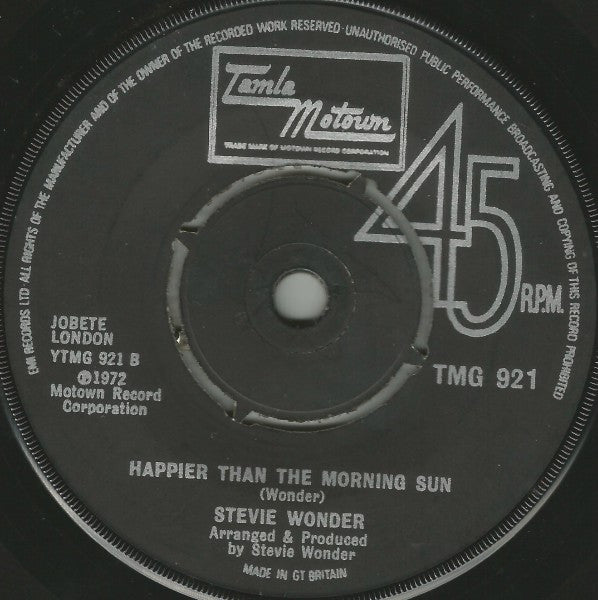 EMI RECORDS LTD·ALL RIGHTS OF THE MANUFACTURER AND OF THE OWNER OF THE RECORDED WORK RESERVED·UNAUTHORISED PUBLIC PERFORMANCE BROADCASTING AND COPYING OF THIS RECORD PROHIBITED
Tamla
Motown
TRADE MARK OF MOTOWN RECORD CORPORATION
45
R.P.M.
JOBETE
LONDON
YTMG 921 B
℗1972
Motown Record
Corporation
TMG 921
HAPPIER THAN THE MORNING SUN
(Wonder)
STEVIE WONDER
Arranged & Produced
by Stevie Wonder
MADE IN GT BRITAIN